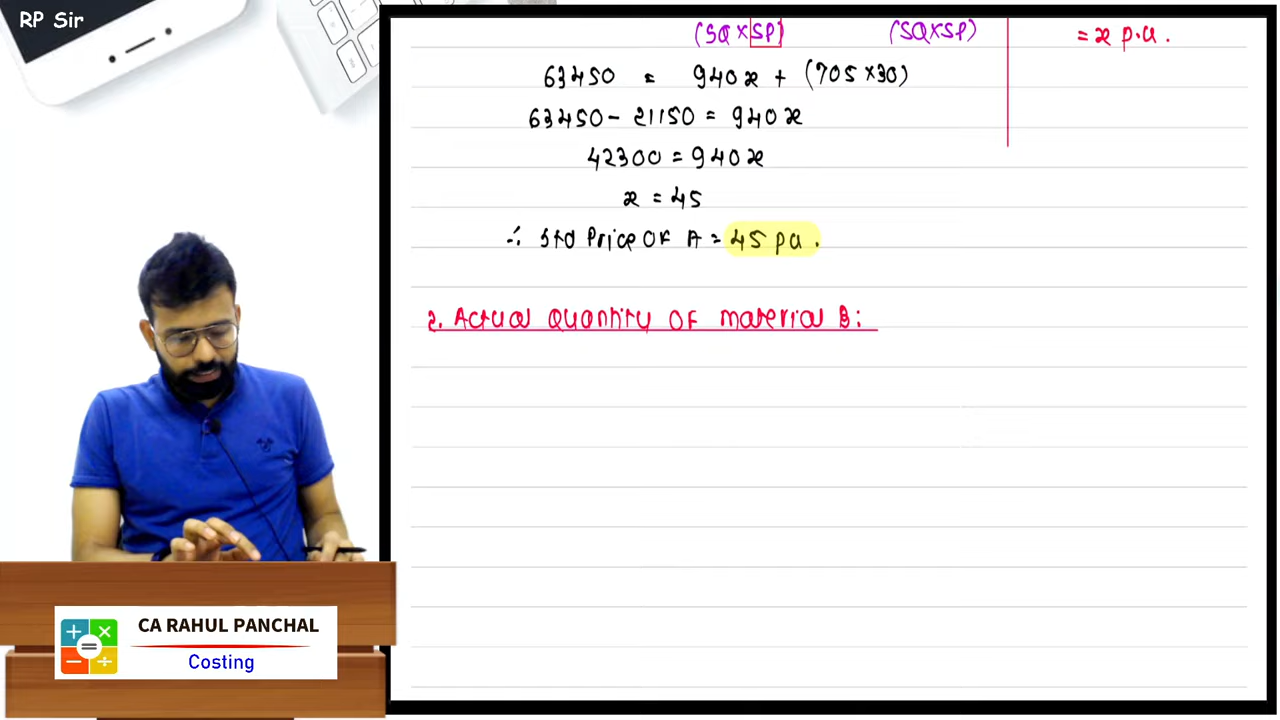 RP Sir
(SQ × SP) (SQ × SP)
= x p.u.
63450 = 940x + (705 × 30)
63450 - 21150 = 940x
42300 = 940x
x = 45
∴ Std Price OF A = 45 pu.
2. Actual Quantity OF material B:
CA RAHUL PANCHAL
Costing